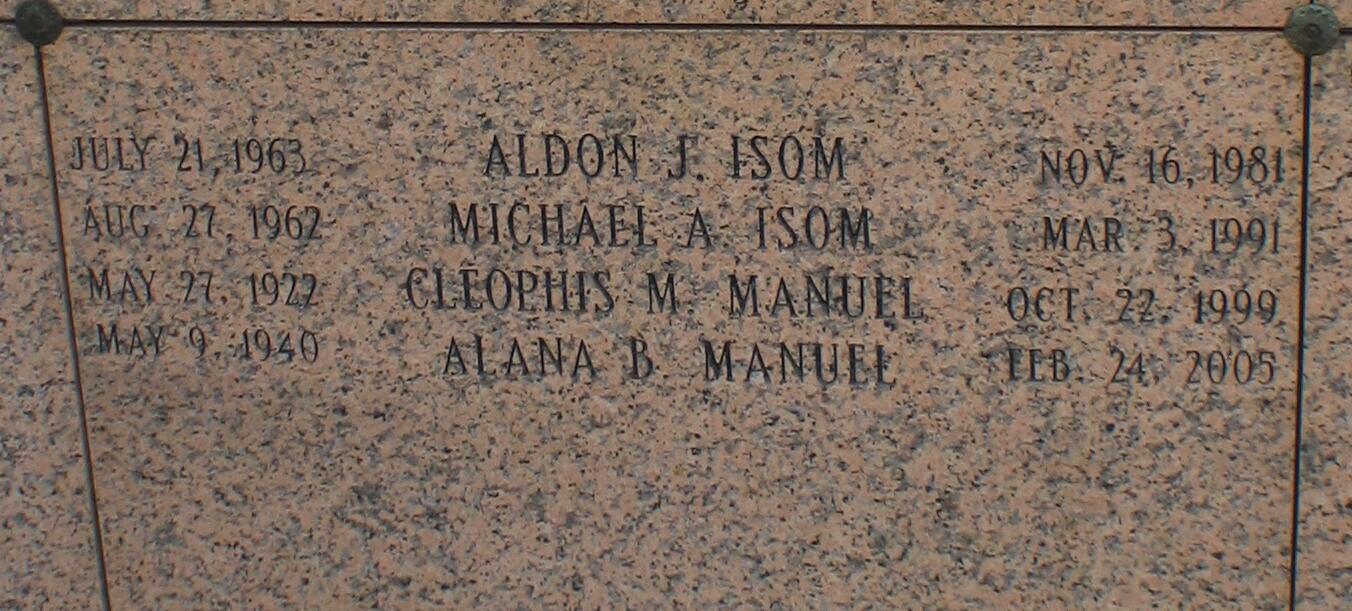 JULY 21, 1963 ALDON J. ISOM NOV. 16, 1981
AUG. 27, 1962 MICHAEL A. ISOM MAR. 3, 1991
MAY 27, 1922 CLEOPHIS M. MANUEL OCT. 22, 1999
MAY 9, 1940 ALANA B. MANUEL FEB. 24, 2005